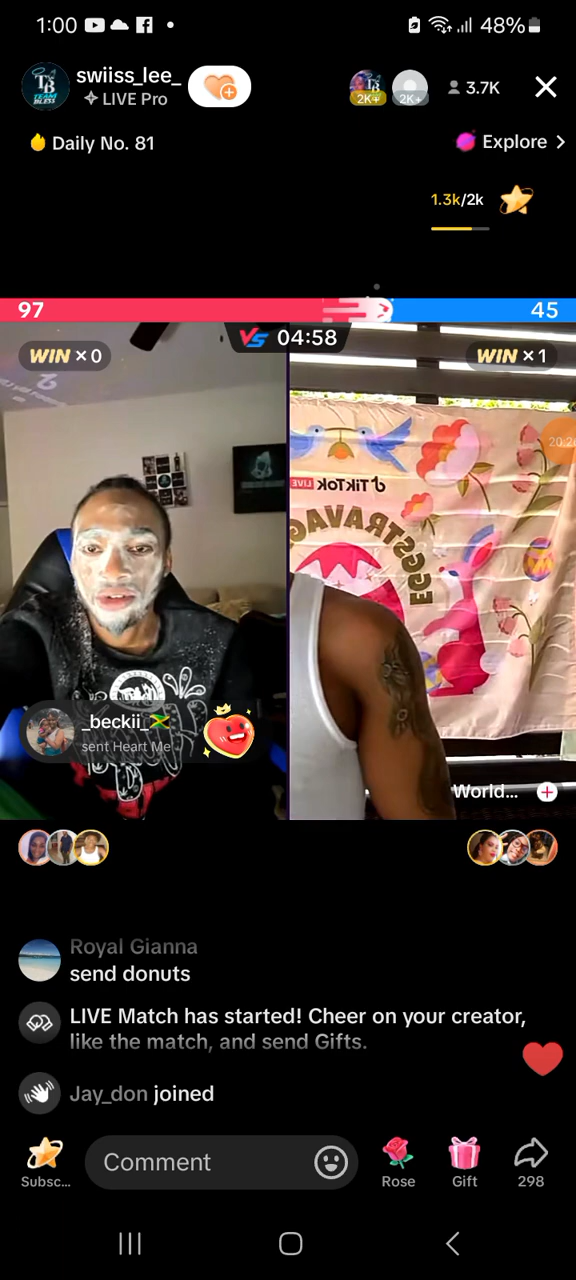 1:00
48%
swiiss_lee_
LIVE Pro
2K+
2K+
3.7K
Daily No. 81
Explore
1.3k/2k
97
45
VS 04:58
WIN ×0
WIN ×1
TikTok LIVE
_beckii_
sent Heart Me
World...
Royal Gianna
send donuts
LIVE Match has started! Cheer on your creator,
like the match, and send Gifts.
Jay_don joined
Comment
Subsc...
Rose
Gift
298